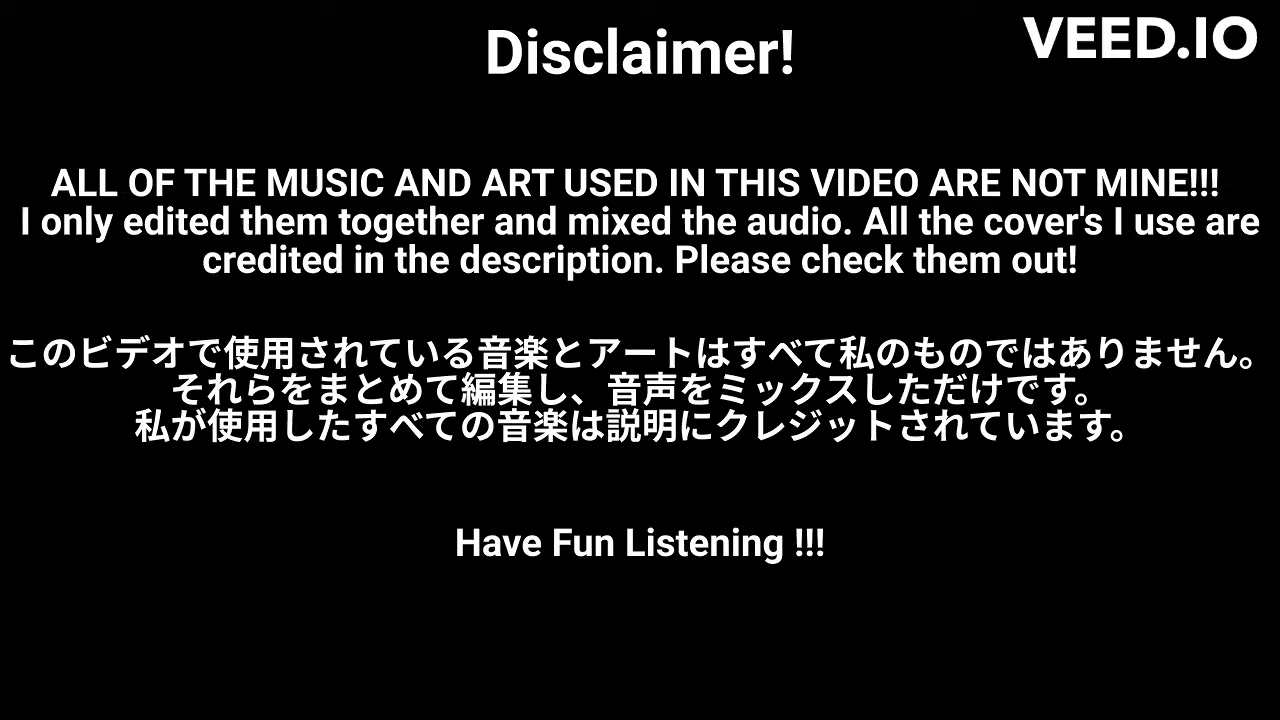 Disclaimer!
VEED.IO
ALL OF THE MUSIC AND ART USED IN THIS VIDEO ARE NOT MINE!!!
I only edited them together and mixed the audio. All the cover's I use are
credited in the description. Please check them out!
このビデオで使用されている音楽とアートはすべて私のものではありません。
それらをまとめて編集し、音声をミックスしただけです。
私が使用したすべての音楽は説明にクレジットされています。
Have Fun Listening !!!